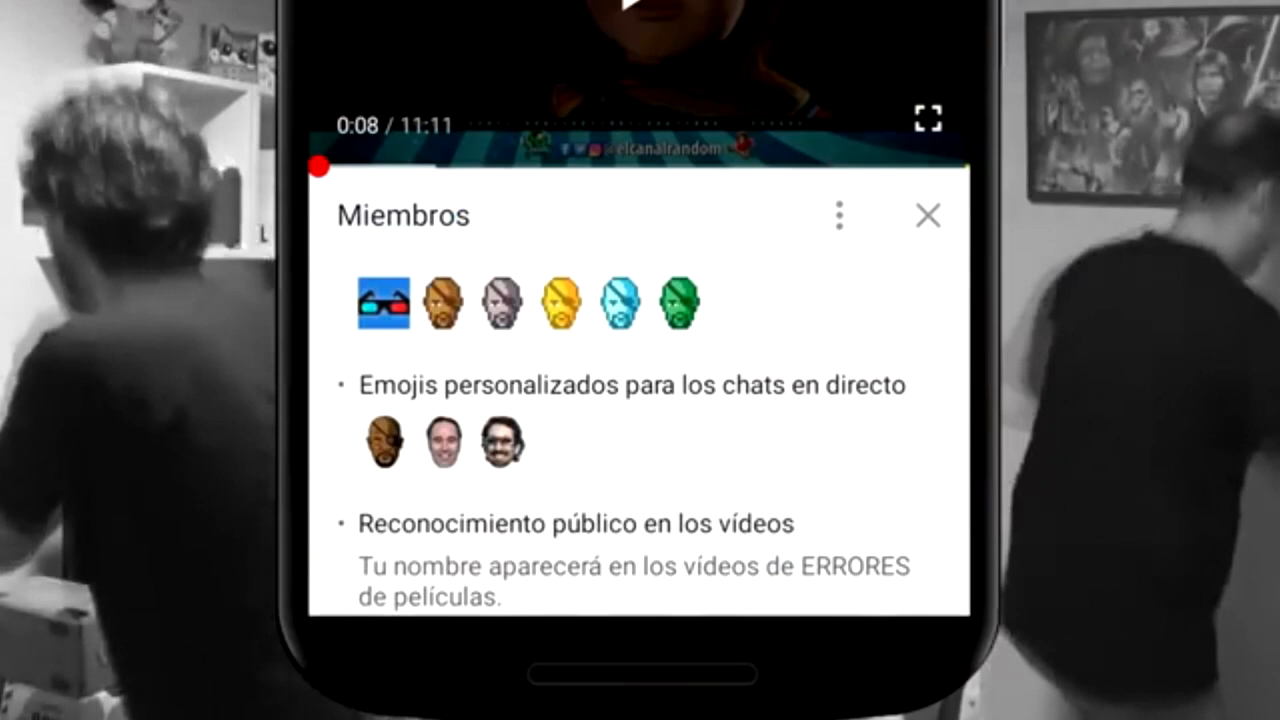 0:08 / 11:11
@elcanalrandom
Miembros
Emojis personalizados para los chats en directo
Reconocimiento público en los vídeos
Tu nombre aparecerá en los vídeos de ERRORES
de películas.